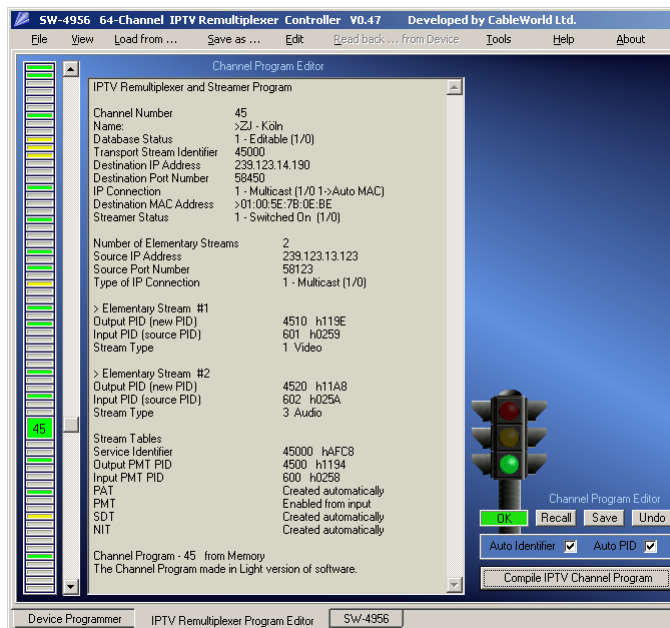 SW-4956 64-Channel IPTV Remultiplexer Controller V0.47 Developed by CableWorld Ltd.
File View Load from ... Save as ... Edit Read back ... from Device Tools Help About
Channel Program Editor
IPTV Remultiplexer and Streamer Program
Channel Number 45
Name: >ZJ - Köln
Database Status 1 - Editable (1/0)
Transport Stream Identifier 45000
Destination IP Address 239.123.14.190
Destination Port Number 58450
IP Connection 1 - Multicast (1/0 1->Auto MAC)
Destination MAC Address >01:00:5E:7B:0E:BE
Streamer Status 1 - Switched On (1/0)
Number of Elementary Streams 2
Source IP Address 239.123.13.123
Source Port Number 58123
Type of IP Connection 1 - Multicast (1/0)
> Elementary Stream #1
Output PID (new PID) 4510 h119E
Input PID (source PID) 601 h0259
Stream Type 1 Video
> Elementary Stream #2
Output PID (new PID) 4520 h11A8
Input PID (source PID) 602 h025A
Stream Type 3 Audio
45
Stream Tables
Service Identifier 45000 hAFC8
Output PMT PID 4500 h1194
Input PMT PID 600 h0258
PAT Created automatically
PMT Enabled from input
SDT Created automatically
NIT Created automatically
Channel Program - 45 from Memory
The Channel Program made in Light version of software.
Channel Program Editor
OK Recall Save Undo
Auto Identifier Auto PID
Compile IPTV Channel Program
Device Programmer IPTV Remultiplexer Program Editor SW-4956